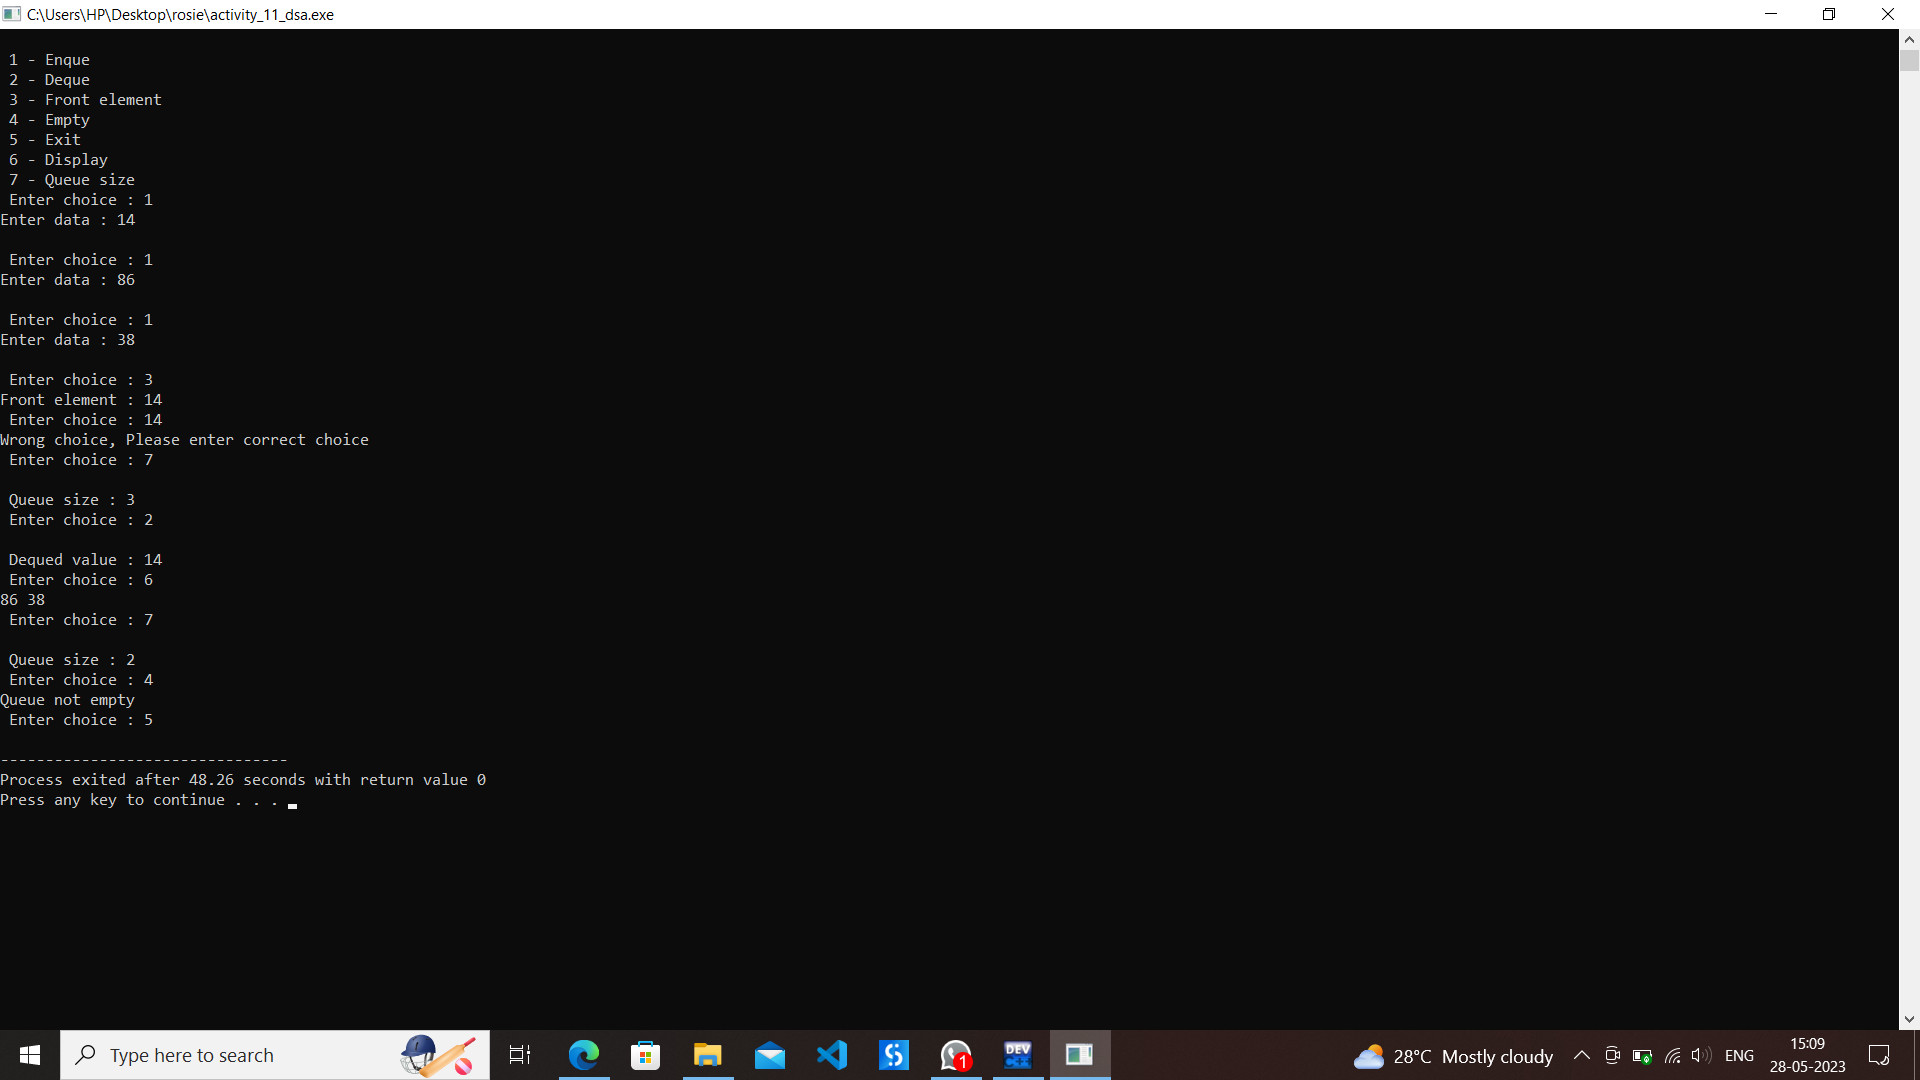 C:\Users\HP\Desktop\rosie\activity_11_dsa.exe
1 - Enque
2 - Deque
3 - Front element
4 - Empty
5 - Exit
6 - Display
7 - Queue size
Enter choice : 1
Enter data : 14
Enter choice : 1
Enter data : 86
Enter choice : 1
Enter data : 38
Enter choice : 3
Front element : 14
Enter choice : 14
Wrong choice, Please enter correct choice
Enter choice : 7
Queue size : 3
Enter choice : 2
Dequed value : 14
Enter choice : 6
86 38
Enter choice : 7
Queue size : 2
Enter choice : 4
Queue not empty
Enter choice : 5
--------------------------------
Process exited after 48.26 seconds with return value 0
Press any key to continue . . .
Type here to search
1
DEV
C++
28°C Mostly cloudy
ENG
15:09
28-05-2023